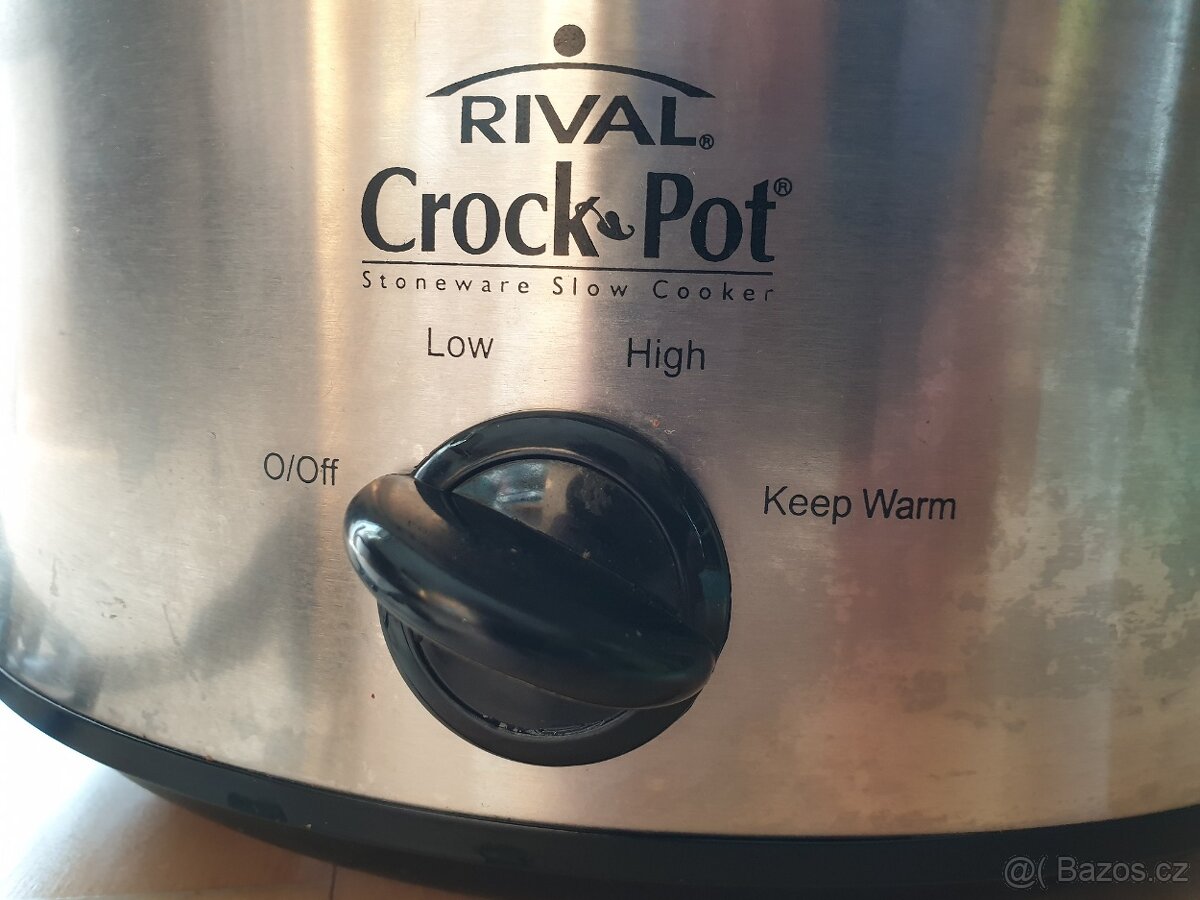 RIVAL®
Crock Pot®
Stoneware Slow Cooker
Low High
O/Off
Keep Warm
@( Bazos.cz